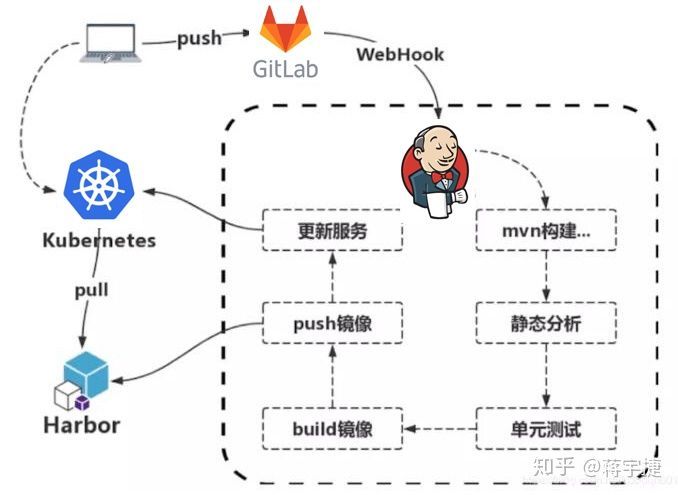 push
GitLab
WebHook
Kubernetes
更新服务
mvn构建...
pull
push镜像
静态分析
Harbor
build镜像
单元测试
知乎 @蒋宇捷